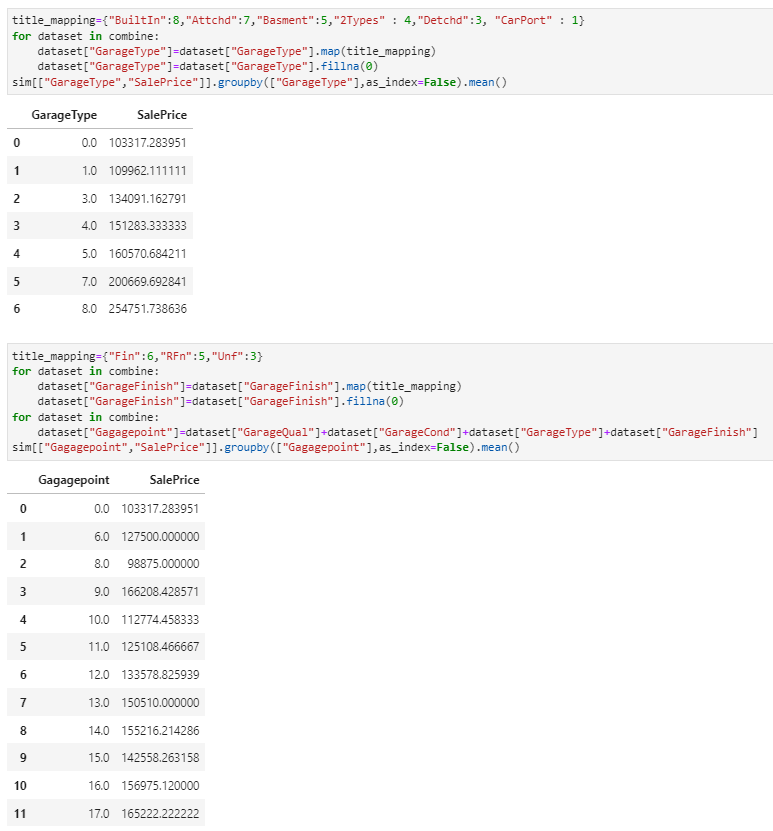 title_mapping={"BuiltIn":8,"Attchd":7,"Basment":5,"2Types" : 4,"Detchd":3, "CarPort" : 1}
for dataset in combine:
    dataset["GarageType"]=dataset["GarageType"].map(title_mapping)
    dataset["GarageType"]=dataset["GarageType"].fillna(0)
sim[["GarageType","SalePrice"]].groupby(["GarageType"],as_index=False).mean()
GarageType SalePrice
0 0.0 103317.283951
1 1.0 109962.111111
2 3.0 134091.162791
3 4.0 151283.333333
4 5.0 160570.684211
5 7.0 200669.692841
6 8.0 254751.738636
title_mapping={"Fin":6,"RFn":5,"Unf":3}
for dataset in combine:
    dataset["GarageFinish"]=dataset["GarageFinish"].map(title_mapping)
    dataset["GarageFinish"]=dataset["GarageFinish"].fillna(0)
for dataset in combine:
    dataset["Gagagepoint"]=dataset["GarageQual"]+dataset["GarageCond"]+dataset["GarageType"]+dataset["GarageFinish"]
sim[["Gagagepoint","SalePrice"]].groupby(["Gagagepoint"],as_index=False).mean()
Gagagepoint SalePrice
0 0.0 103317.283951
1 6.0 127500.000000
2 8.0 98875.000000
3 9.0 166208.428571
4 10.0 112774.458333
5 11.0 125108.466667
6 12.0 133578.825939
7 13.0 150510.000000
8 14.0 155216.214286
9 15.0 142558.263158
10 16.0 156975.120000
11 17.0 165222.222222